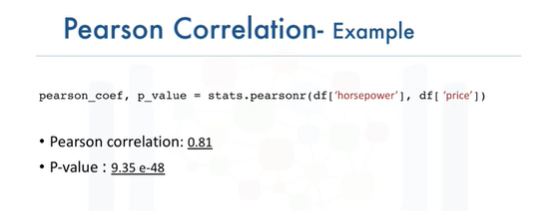 Pearson Correlation- Example
pearson_coef, p_value = stats.pearsonr(df['horsepower'], df[ 'price'])
• Pearson correlation: 0.81
• P-value : 9.35 e-48